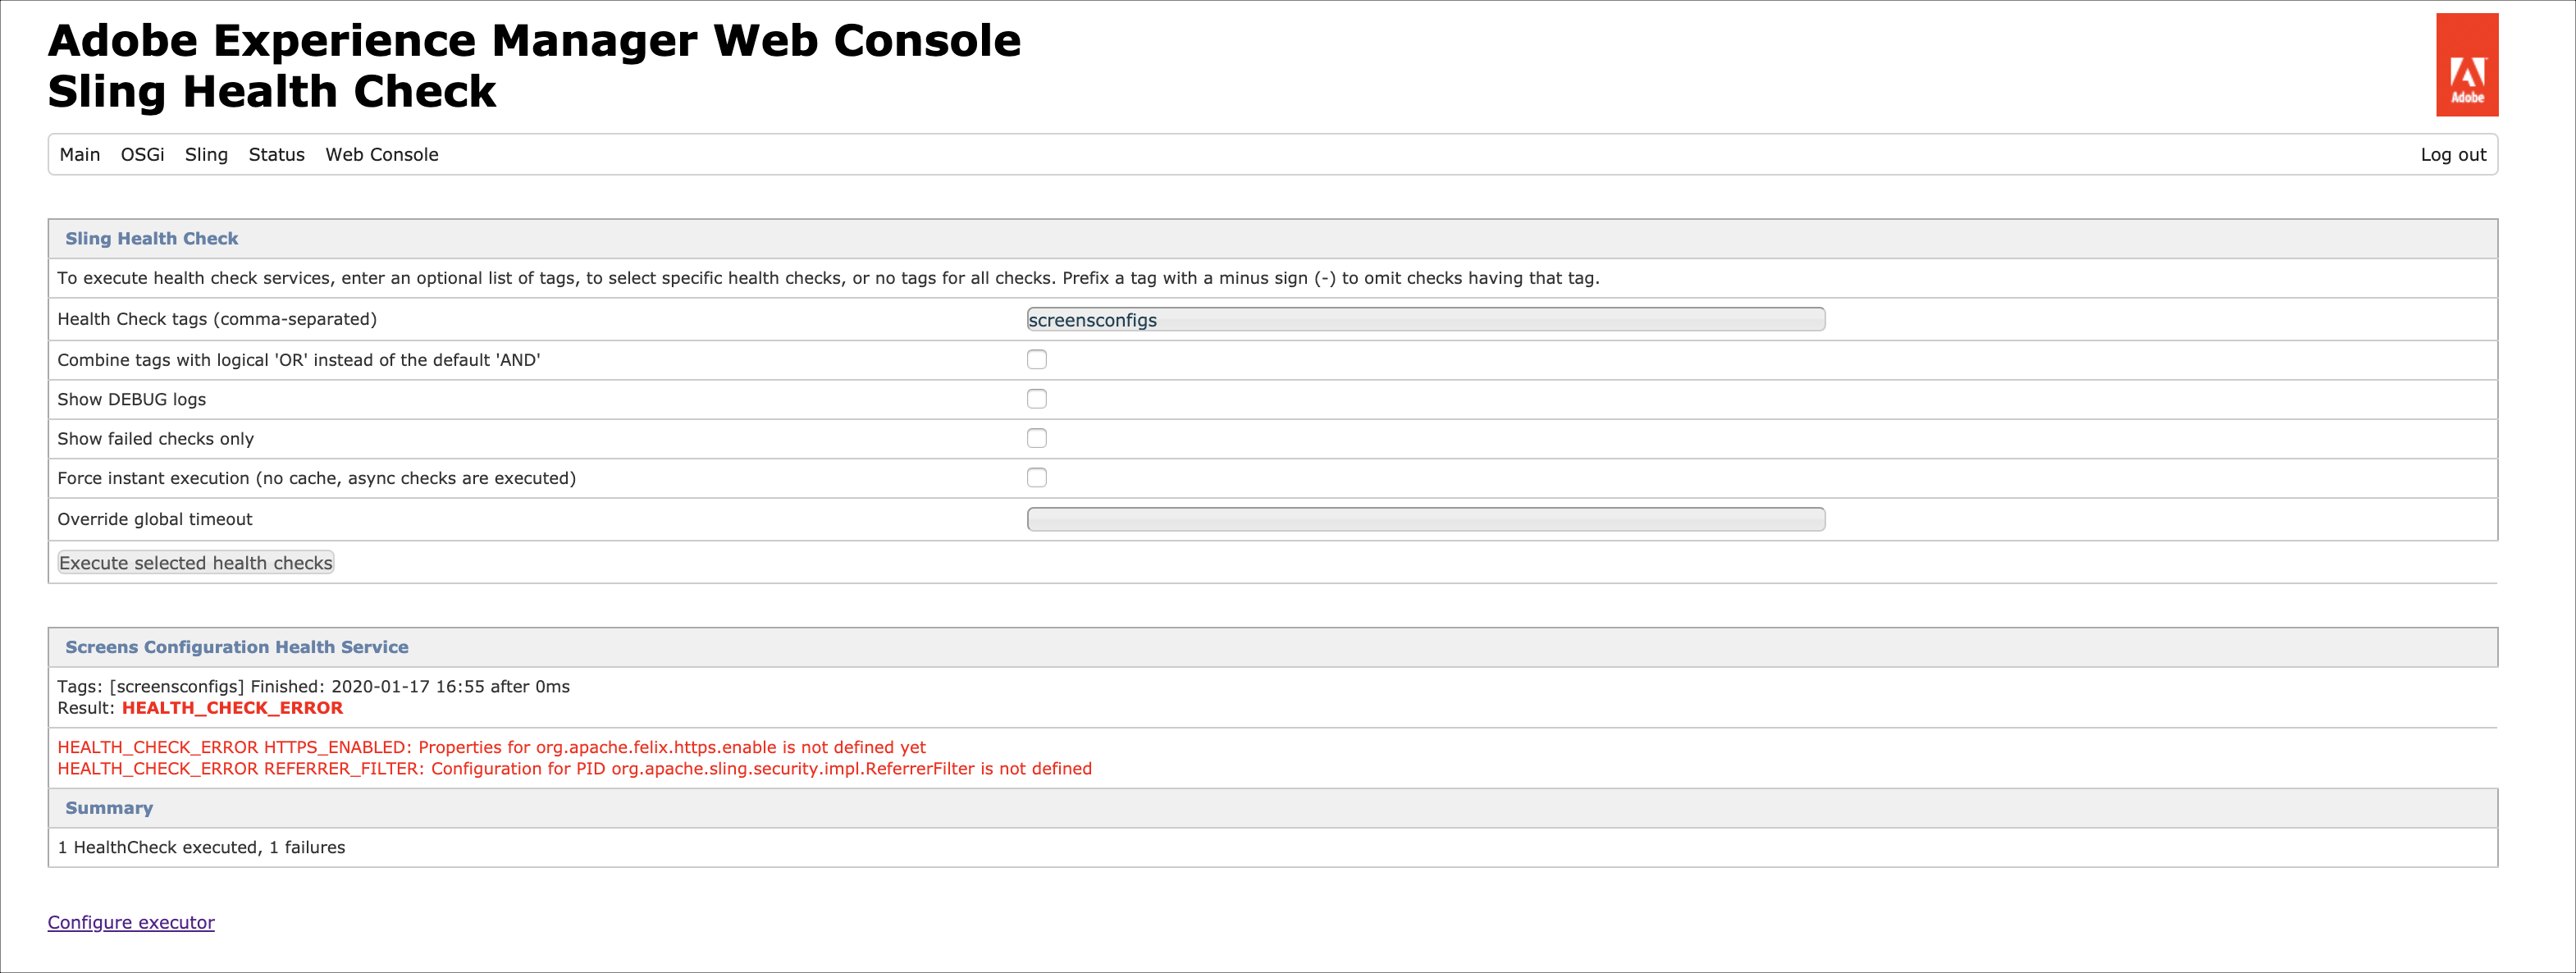 Adobe Experience Manager Web Console
Sling Health Check
Adobe
Main OSGi Sling Status Web Console Log out
Sling Health Check
To execute health check services, enter an optional list of tags, to select specific health checks, or no tags for all checks. Prefix a tag with a minus sign (-) to omit checks having that tag.
Health Check tags (comma-separated) screensconfigs
Combine tags with logical 'OR' instead of the default 'AND'
Show DEBUG logs
Show failed checks only
Force instant execution (no cache, async checks are executed)
Override global timeout
Execute selected health checks
Screens Configuration Health Service
Tags: [screensconfigs] Finished: 2020-01-17 16:55 after 0ms
Result: HEALTH_CHECK_ERROR
HEALTH_CHECK_ERROR HTTPS_ENABLED: Properties for org.apache.felix.https.enable is not defined yet
HEALTH_CHECK_ERROR REFERRER_FILTER: Configuration for PID org.apache.sling.security.impl.ReferrerFilter is not defined
Summary
1 HealthCheck executed, 1 failures
Configure executor